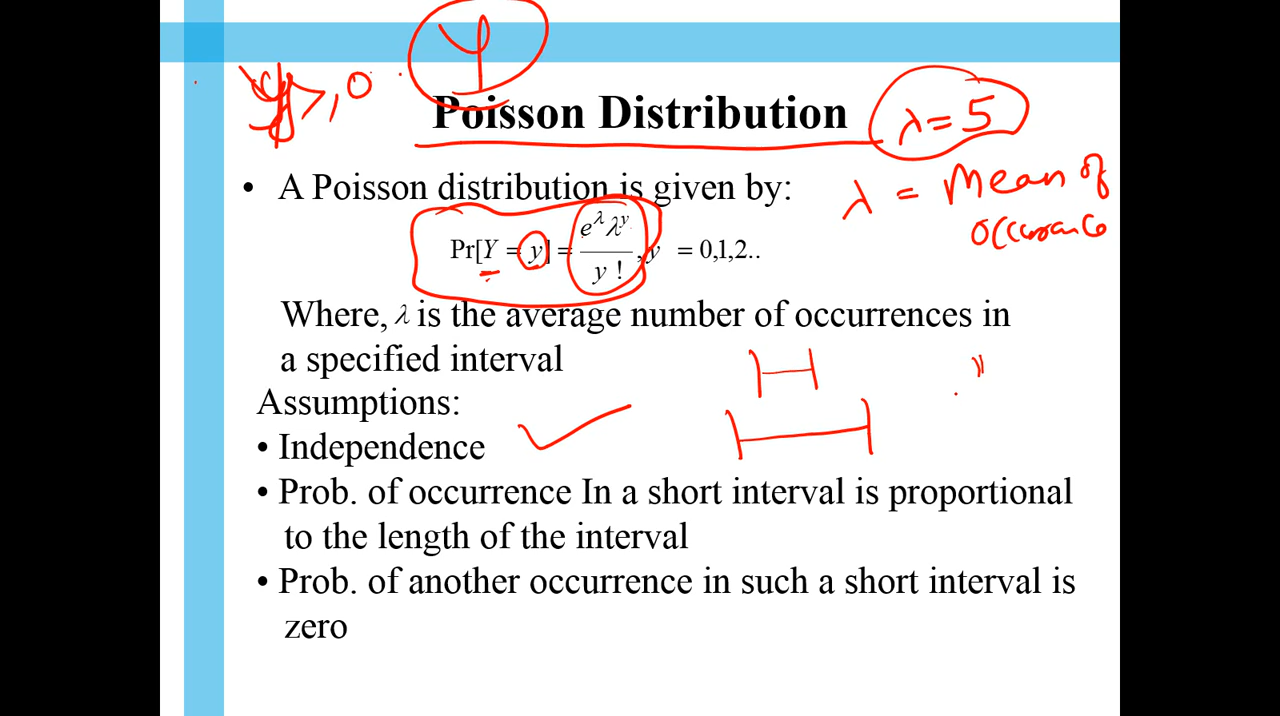 Y
y ≥ 0
Poisson Distribution
λ = 5
• A Poisson distribution is given by:
λ = Mean of
Pr[Y = y] = e^λ λ^y / y ! , y = 0,1,2..
Where, λ is the average number of occurrences in
a specified interval
Assumptions:
• Independence
• Prob. of occurrence In a short interval is proportional
to the length of the interval
• Prob. of another occurrence in such a short interval is
zero